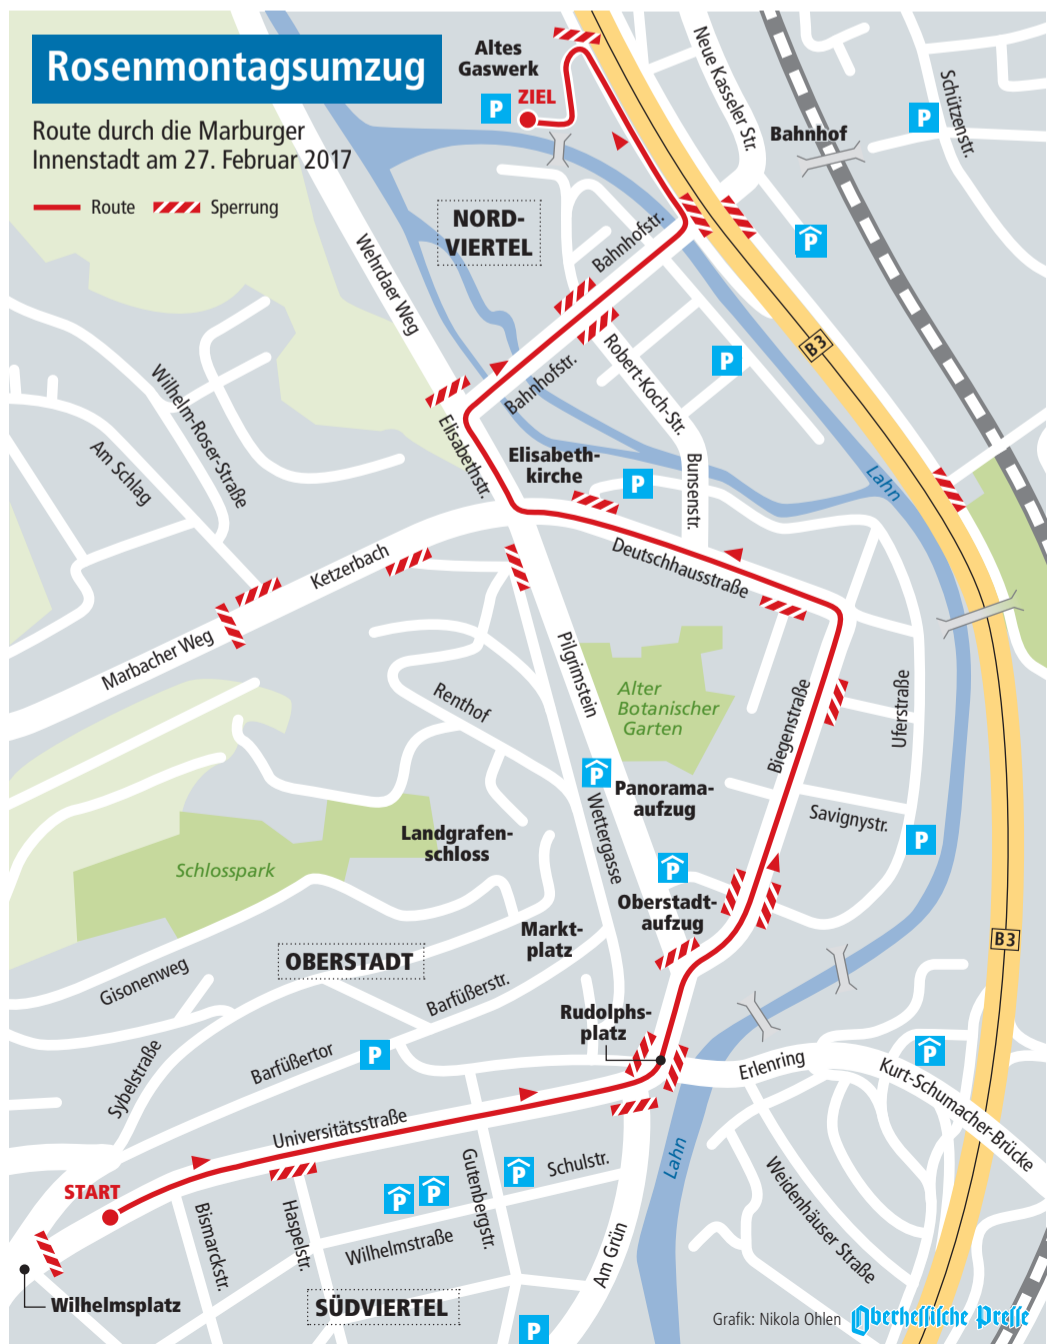 Rosenmontagsumzug
Route durch die Marburger
Innenstadt am 27. Februar 2017
Route
Sperrung
Altes
Gaswerk
P
ZIEL
Neue Kasseler Str.
Bahnhof
P
Schützenstr.
NORD-
VIERTEL
Bahnhofstr.
P
Wehrdaer Weg
B3
P
Robert-Koch-Str.
Bahnhofstr.
Wilhelm-Roser-Straße
Am Schlag
Elisabethstr.
Elisabeth-
kirche
P
Bunsenstr.
Lahn
Ketzerbach
Deutschhausstraße
Marbacher Weg
Pilgrimstein
Renthof
Alter
Botanischer
Garten
Biegenstraße
Uferstraße
P
Panorama-
aufzug
Wettergasse
Savignystr.
P
Landgrafen-
schloss
Schlosspark
P
Oberstadt-
aufzug
Markt-
platz
OBERSTADT
B3
Gisonenweg
Barfüßerstr.
Rudolphs-
platz
Sybelstraße
Barfüßertor
P
Erlenring
P
Kurt-Schumacher-Brücke
Universitätsstraße
Lahn
START
Bismarckstr.
Haspelstr.
P
P
Gutenbergstr.
P
Schulstr.
Wilhelmstraße
Am Grün
Weidenhäuser Straße
Wilhelmsplatz
SÜDVIERTEL
P
Grafik: Nikola Ohlen
Oberhessische Presse